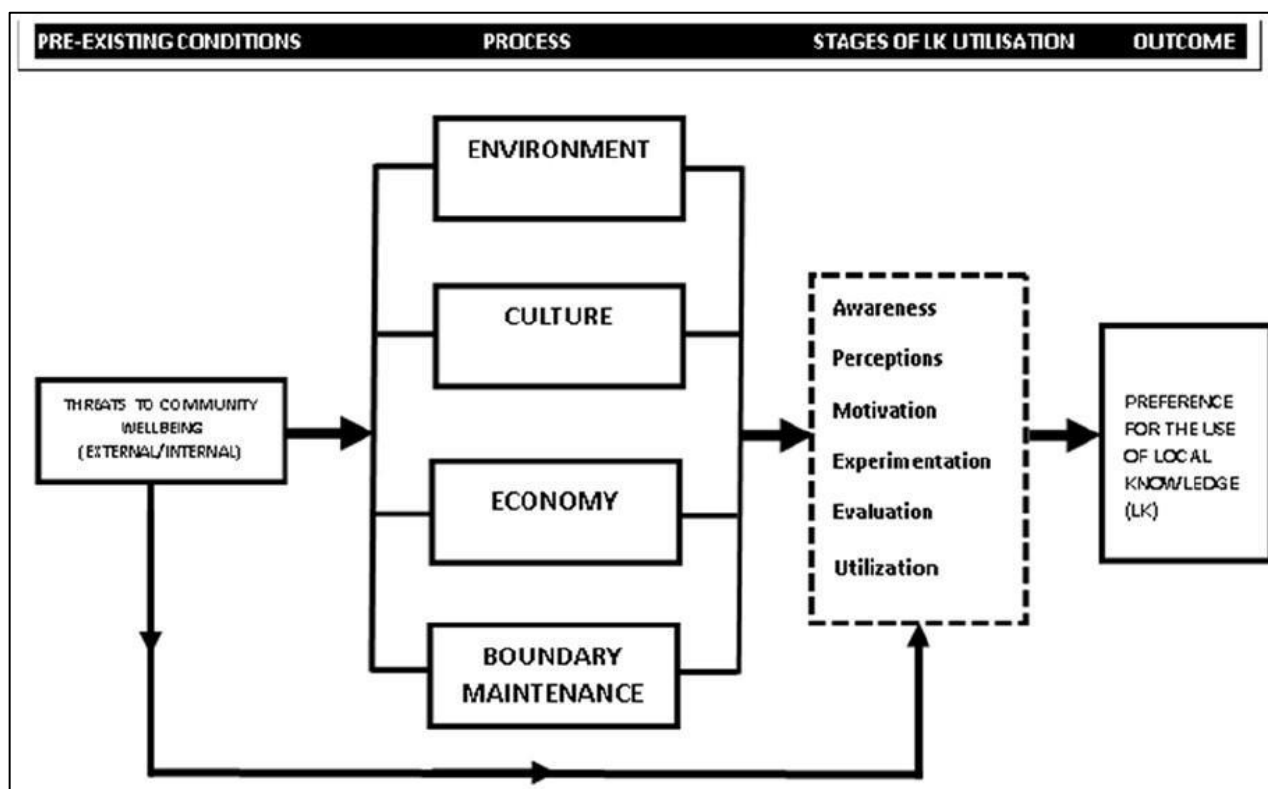 PRE-EXISTING CONDITIONS PROCESS STAGES OF LK UTILISATION OUTCOME
ENVIRONMENT
CULTURE
ECONOMY
BOUNDARY
MAINTENANCE
THREATS TO COMMUNITY
WELLBEING
(EXTERNAL/INTERNAL)
Awareness
Perceptions
Motivation
Experimentation
Evaluation
Utilization
PREFERENCE
FOR THE USE
OF LOCAL
KNOWLEDGE
(LK)